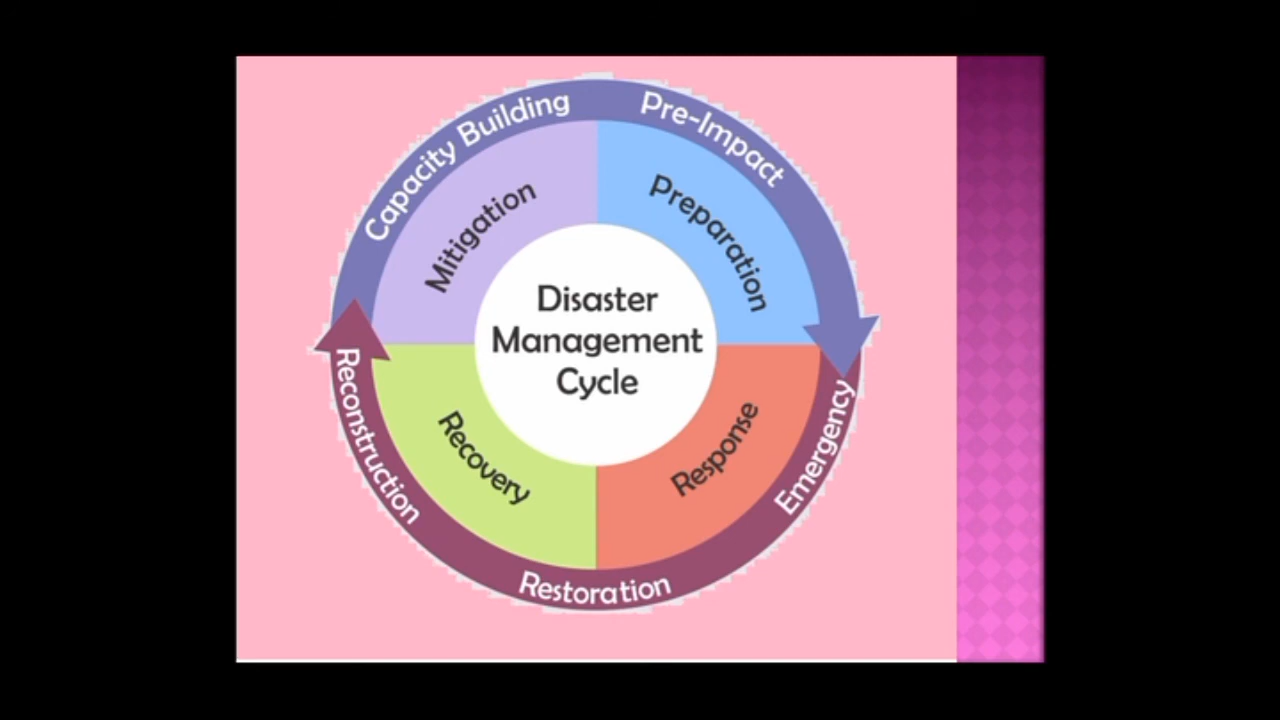 Capacity Building
Pre-Impact
Mitigation
Preparation
Disaster
Management
Cycle
Recovery
Response
Reconstruction
Emergency
Restoration